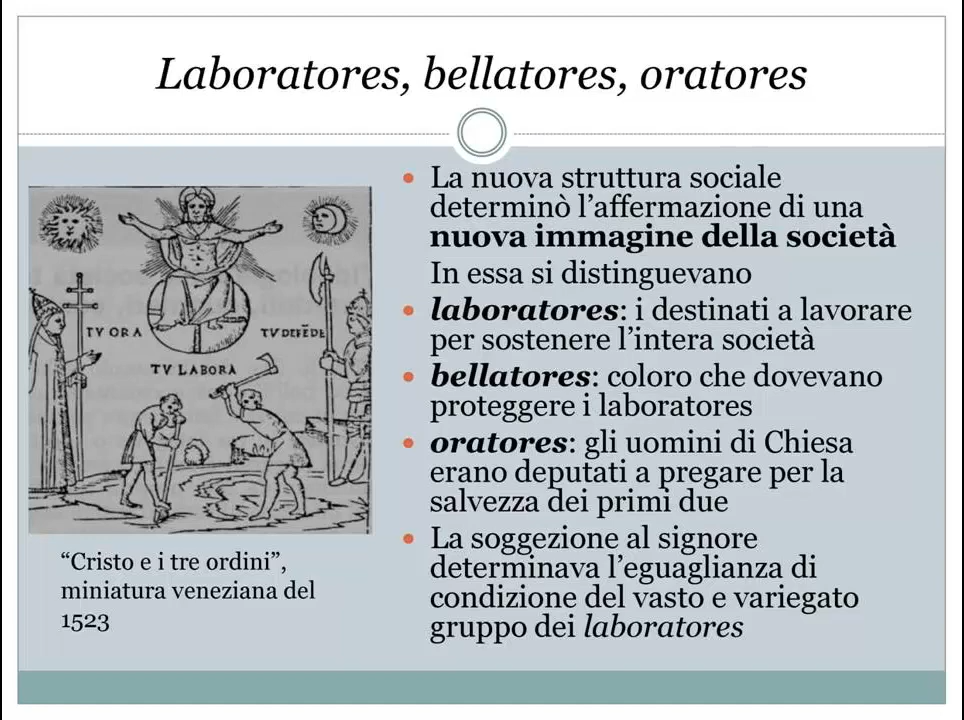 Laboratores, bellatores, oratores
TV ORA
TV DEFĒDE
TV LABORA
“Cristo e i tre ordini”,
miniatura veneziana del
1523
La nuova struttura sociale
determinò l’affermazione di una
nuova immagine della società
In essa si distinguevano
laboratores: i destinati a lavorare
per sostenere l’intera società
bellatores: coloro che dovevano
proteggere i laboratores
oratores: gli uomini di Chiesa
erano deputati a pregare per la
salvezza dei primi due
La soggezione al signore
determinava l’eguaglianza di
condizione del vasto e variegato
gruppo dei laboratores